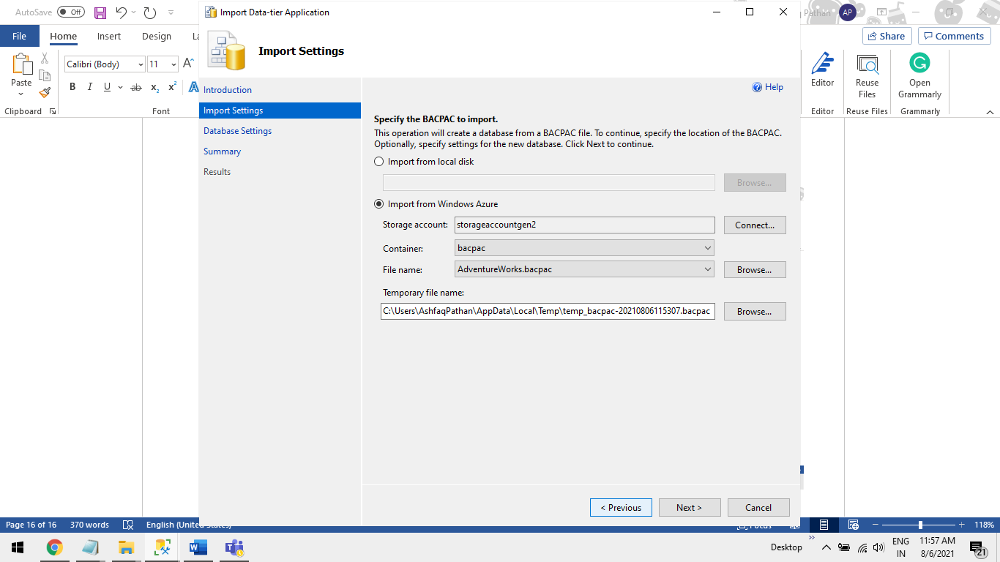 AutoSave Off
Import Data-tier Application
Pathan AP
File Home Insert Design La
Share Comments
Import Settings
Calibri (Body) 11 A
Paste
B I U ab x₂ x² A
Clipboard Font
Editor Reuse Files Open Grammarly
Editor Reuse Files Grammarly
Introduction
Import Settings
Database Settings
Summary
Results
Help
Specify the BACPAC to import.
This operation will create a database from a BACPAC file. To continue, specify the location of the BACPAC.
Optionally, specify settings for the new database. Click Next to continue.
Import from local disk
Browse...
Import from Windows Azure
Storage account: storageaccountgen2 Connect...
Container: bacpac
File name: AdventureWorks.bacpac Browse...
Temporary file name:
C:\Users\AshfaqPathan\AppData\Local\Temp\temp_bacpac-20210806115307.bacpac Browse...
< Previous Next > Cancel
Page 16 of 16 370 words English (United States) Focus 118%
Desktop ENG IN 11:57 AM 8/6/2021 21